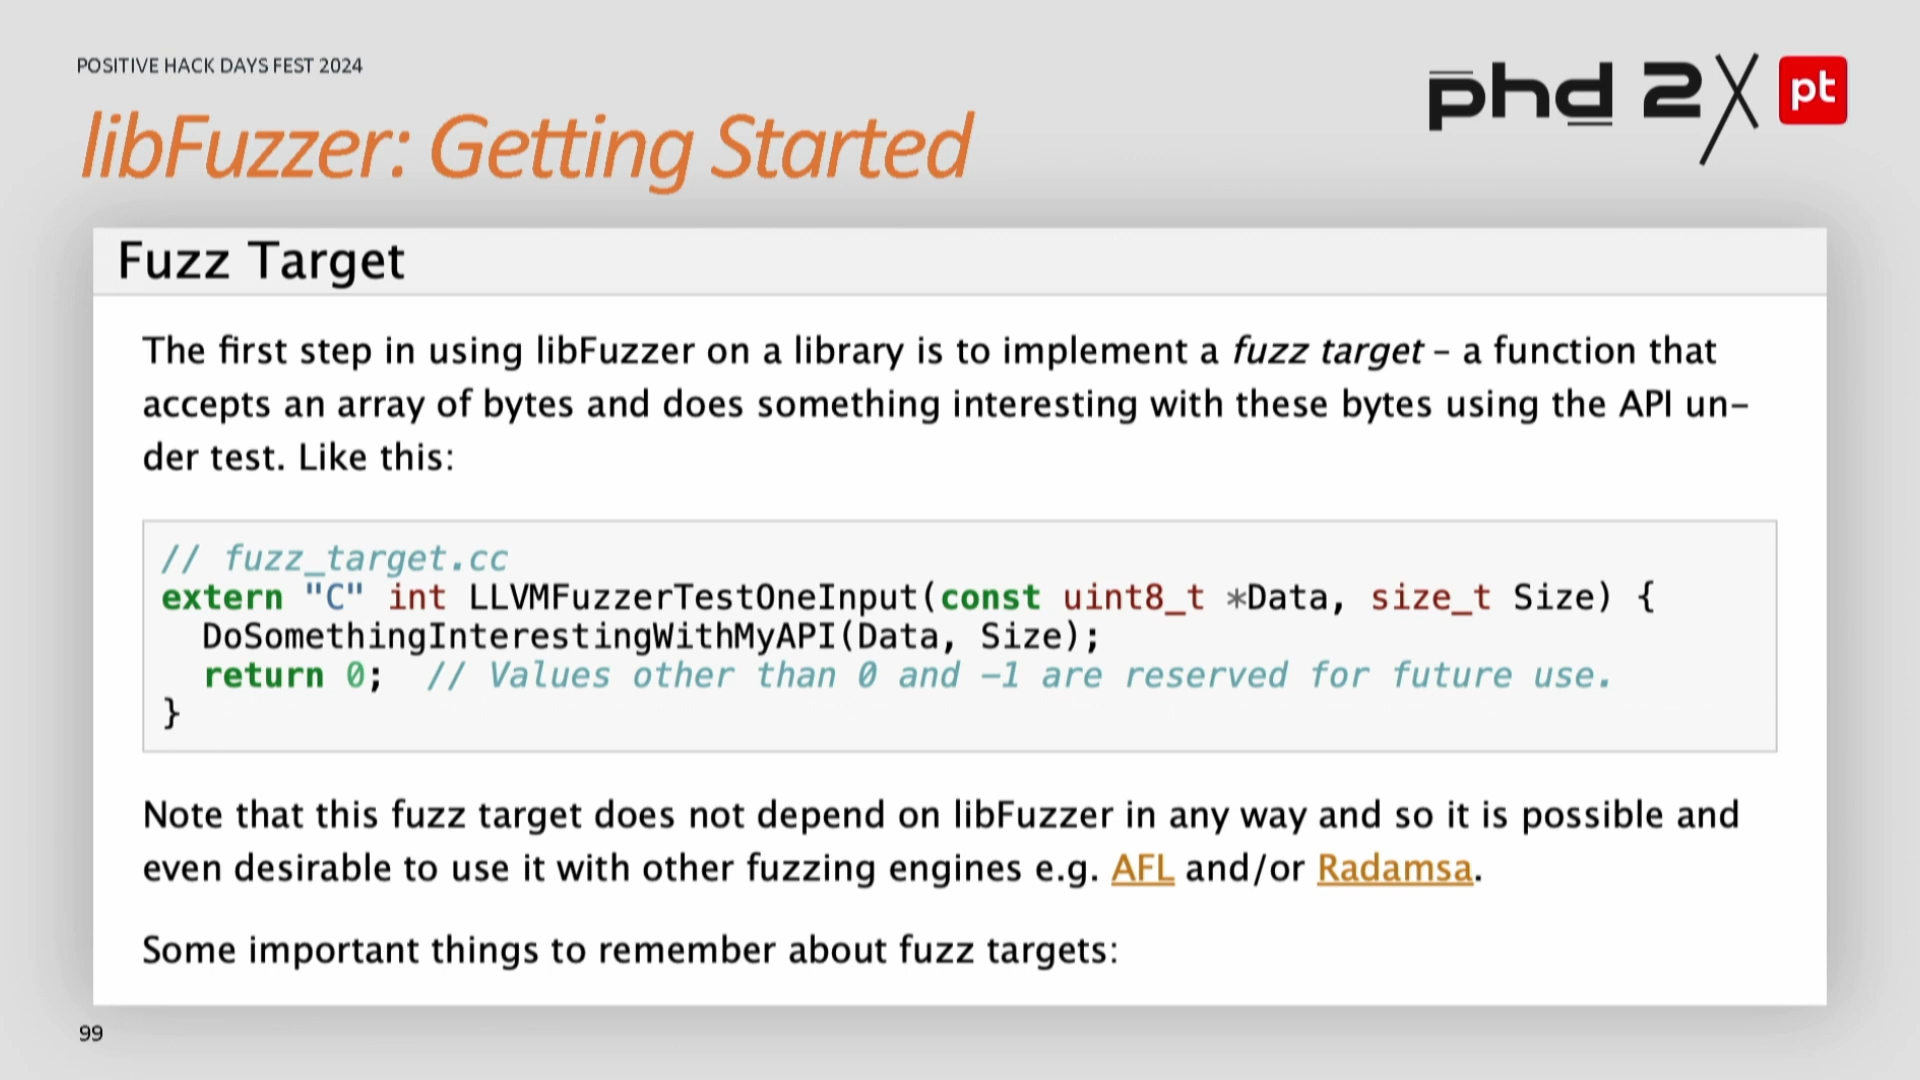 POSITIVE HACK DAYS FEST 2024
phd 2
pt
libFuzzer: Getting Started
Fuzz Target
The first step in using libFuzzer on a library is to implement a fuzz target – a function that
accepts an array of bytes and does something interesting with these bytes using the API un-
der test. Like this:
// fuzz_target.cc
extern "C" int LLVMFuzzerTestOneInput(const uint8_t *Data, size_t Size) {
  DoSomethingInterestingWithMyAPI(Data, Size);
  return 0;  // Values other than 0 and -1 are reserved for future use.
}
Note that this fuzz target does not depend on libFuzzer in any way and so it is possible and
even desirable to use it with other fuzzing engines e.g. AFL and/or Radamsa.
Some important things to remember about fuzz targets:
99